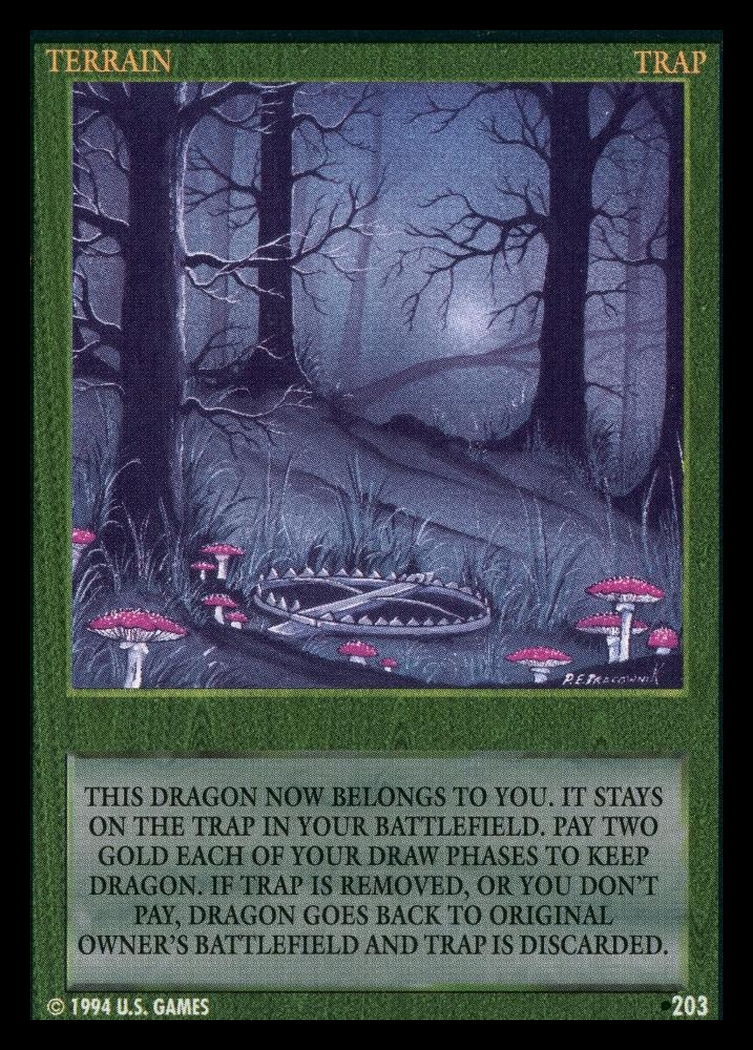 TERRAIN
TRAP
P.E. PRACOWNIK
THIS DRAGON NOW BELONGS TO YOU. IT STAYS
ON THE TRAP IN YOUR BATTLEFIELD. PAY TWO
GOLD EACH OF YOUR DRAW PHASES TO KEEP
DRAGON. IF TRAP IS REMOVED, OR YOU DON'T
PAY, DRAGON GOES BACK TO ORIGINAL
OWNER'S BATTLEFIELD AND TRAP IS DISCARDED.
© 1994 U.S. GAMES
•203